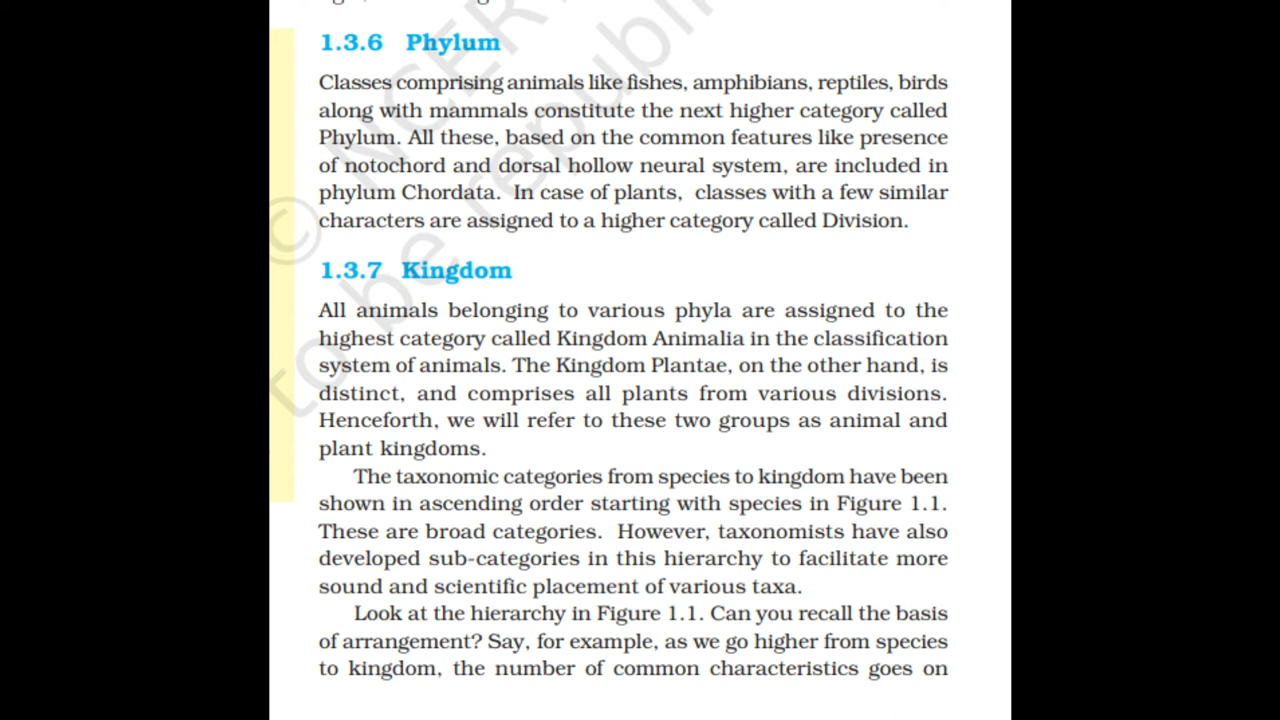 1.3.6 Phylum
Classes comprising animals like fishes, amphibians, reptiles, birds
along with mammals constitute the next higher category called
Phylum. All these, based on the common features like presence
of notochord and dorsal hollow neural system, are included in
phylum Chordata. In case of plants, classes with a few similar
characters are assigned to a higher category called Division.
1.3.7 Kingdom
All animals belonging to various phyla are assigned to the
highest category called Kingdom Animalia in the classification
system of animals. The Kingdom Plantae, on the other hand, is
distinct, and comprises all plants from various divisions.
Henceforth, we will refer to these two groups as animal and
plant kingdoms.
The taxonomic categories from species to kingdom have been
shown in ascending order starting with species in Figure 1.1.
These are broad categories. However, taxonomists have also
developed sub-categories in this hierarchy to facilitate more
sound and scientific placement of various taxa.
Look at the hierarchy in Figure 1.1. Can you recall the basis
of arrangement? Say, for example, as we go higher from species
to kingdom, the number of common characteristics goes on
© NCERT
to be republi